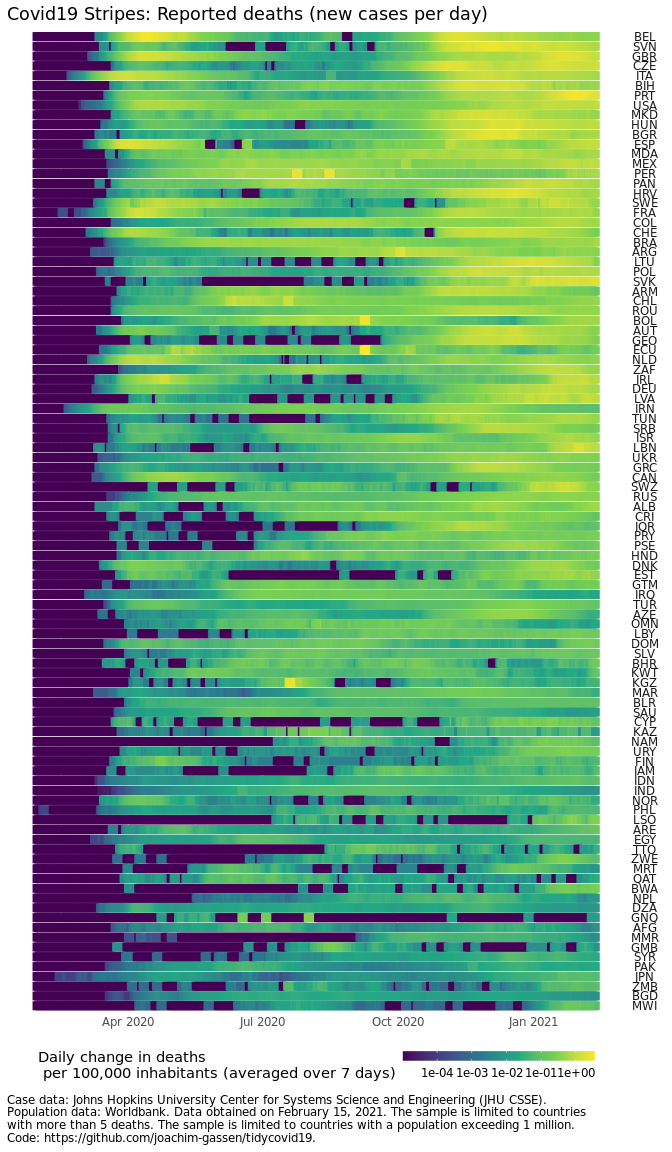 Covid19 Stripes: Reported deaths (new cases per day)
BEL
SVN
GBR
CZE
ITA
BIH
PRT
USA
MKD
HUN
BGR
ESP
MDA
MEX
PER
PAN
HRV
SWE
FRA
COL
CHE
BRA
ARG
LTU
POL
SVK
ARM
CHL
ROU
BOL
AUT
GEO
ECU
NLD
ZAF
IRL
DEU
LVA
IRN
TUN
SRB
ISR
LBN
UKR
GRC
CAN
SWZ
RUS
ALB
CRI
JOR
PRY
PSE
HND
DNK
EST
GTM
IRQ
TUR
AZE
OMN
LBY
DOM
SLV
BHR
KWT
KGZ
MAR
BLR
SAU
CYP
KAZ
NAM
URY
FIN
JAM
IDN
IND
NOR
PHL
LSO
ARE
EGY
TTO
ZWE
MRT
QAT
BWA
NPL
DZA
GNQ
AFG
MMR
GMB
SYR
PAK
JPN
ZMB
BGD
MWI
Apr 2020 Jul 2020 Oct 2020 Jan 2021
Daily change in deaths
per 100,000 inhabitants (averaged over 7 days)
1e-04 1e-03 1e-02 1e-01 1e+00
Case data: Johns Hopkins University Center for Systems Science and Engineering (JHU CSSE).
Population data: Worldbank. Data obtained on February 15, 2021. The sample is limited to countries
with more than 5 deaths. The sample is limited to countries with a population exceeding 1 million.
Code: https://github.com/joachim-gassen/tidycovid19.